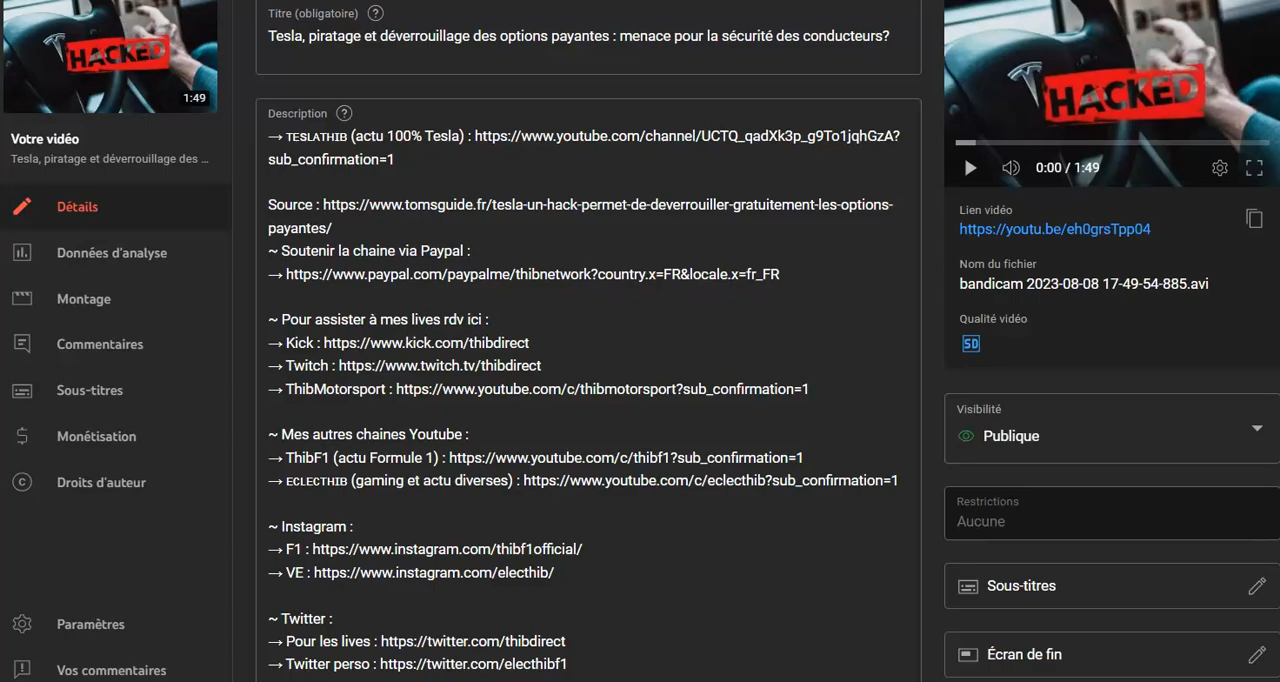 HACKED
1:49
Votre vidéo
Tesla, piratage et déverrouillage des ...
Détails
Données d'analyse
Montage
Commentaires
Sous-titres
Monétisation
Droits d'auteur
Paramètres
Vos commentaires
Titre (obligatoire) ?
Tesla, piratage et déverrouillage des options payantes : menace pour la sécurité des conducteurs?
Description ?
→ ᴛᴇsʟᴀᴛʜɪʙ (actu 100% Tesla) : https://www.youtube.com/channel/UCTQ_qadXk3p_g9To1jqhGzA?
sub_confirmation=1
Source : https://www.tomsguide.fr/tesla-un-hack-permet-de-deverrouiller-gratuitement-les-options-
payantes/
~ Soutenir la chaine via Paypal :
→ https://www.paypal.com/paypalme/thibnetwork?country.x=FR&locale.x=fr_FR
~ Pour assister à mes lives rdv ici :
→ Kick : https://www.kick.com/thibdirect
→ Twitch : https://www.twitch.tv/thibdirect
→ ThibMotorsport : https://www.youtube.com/c/thibmotorsport?sub_confirmation=1
~ Mes autres chaines Youtube :
→ ThibF1 (actu Formule 1) : https://www.youtube.com/c/thibf1?sub_confirmation=1
→ ᴇᴄʟᴇᴄᴛʜɪʙ (gaming et actu diverses) : https://www.youtube.com/c/eclecthib?sub_confirmation=1
~ Instagram :
→ F1 : https://www.instagram.com/thibf1official/
→ VE : https://www.instagram.com/electhib/
~ Twitter :
→ Pour les lives : https://twitter.com/thibdirect
→ Twitter perso : https://twitter.com/electhibf1
HACKED
0:00 / 1:49
Lien vidéo
https://youtu.be/eh0grsTpp04
Nom du fichier
bandicam 2023-08-08 17-49-54-885.avi
Qualité vidéo
SD
Visibilité
Publique
Restrictions
Aucune
Sous-titres
Écran de fin